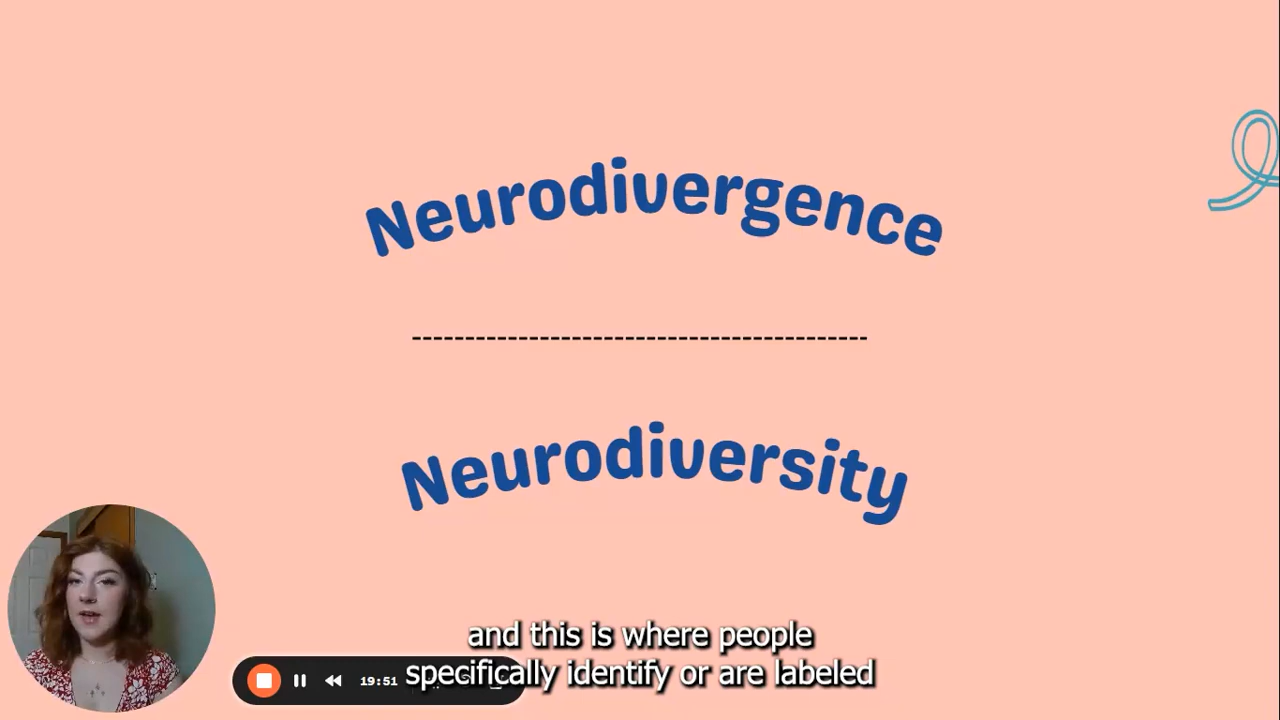 Neurodivergence
-------------------------------------------
Neurodiversity
and this is where people
specifically identify or are labeled
19:51